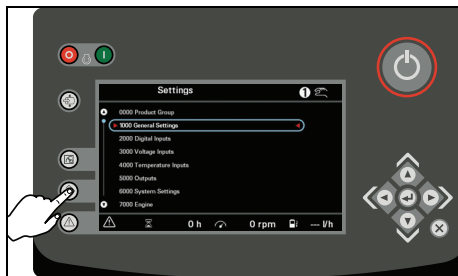 Settings
1
0000 Product Group
1000 General Settings
2000 Digital Inputs
3000 Voltage Inputs
4000 Temperature Inputs
5000 Outputs
6000 System Settings
7000 Engine
0 h
0 rpm
--- l/h